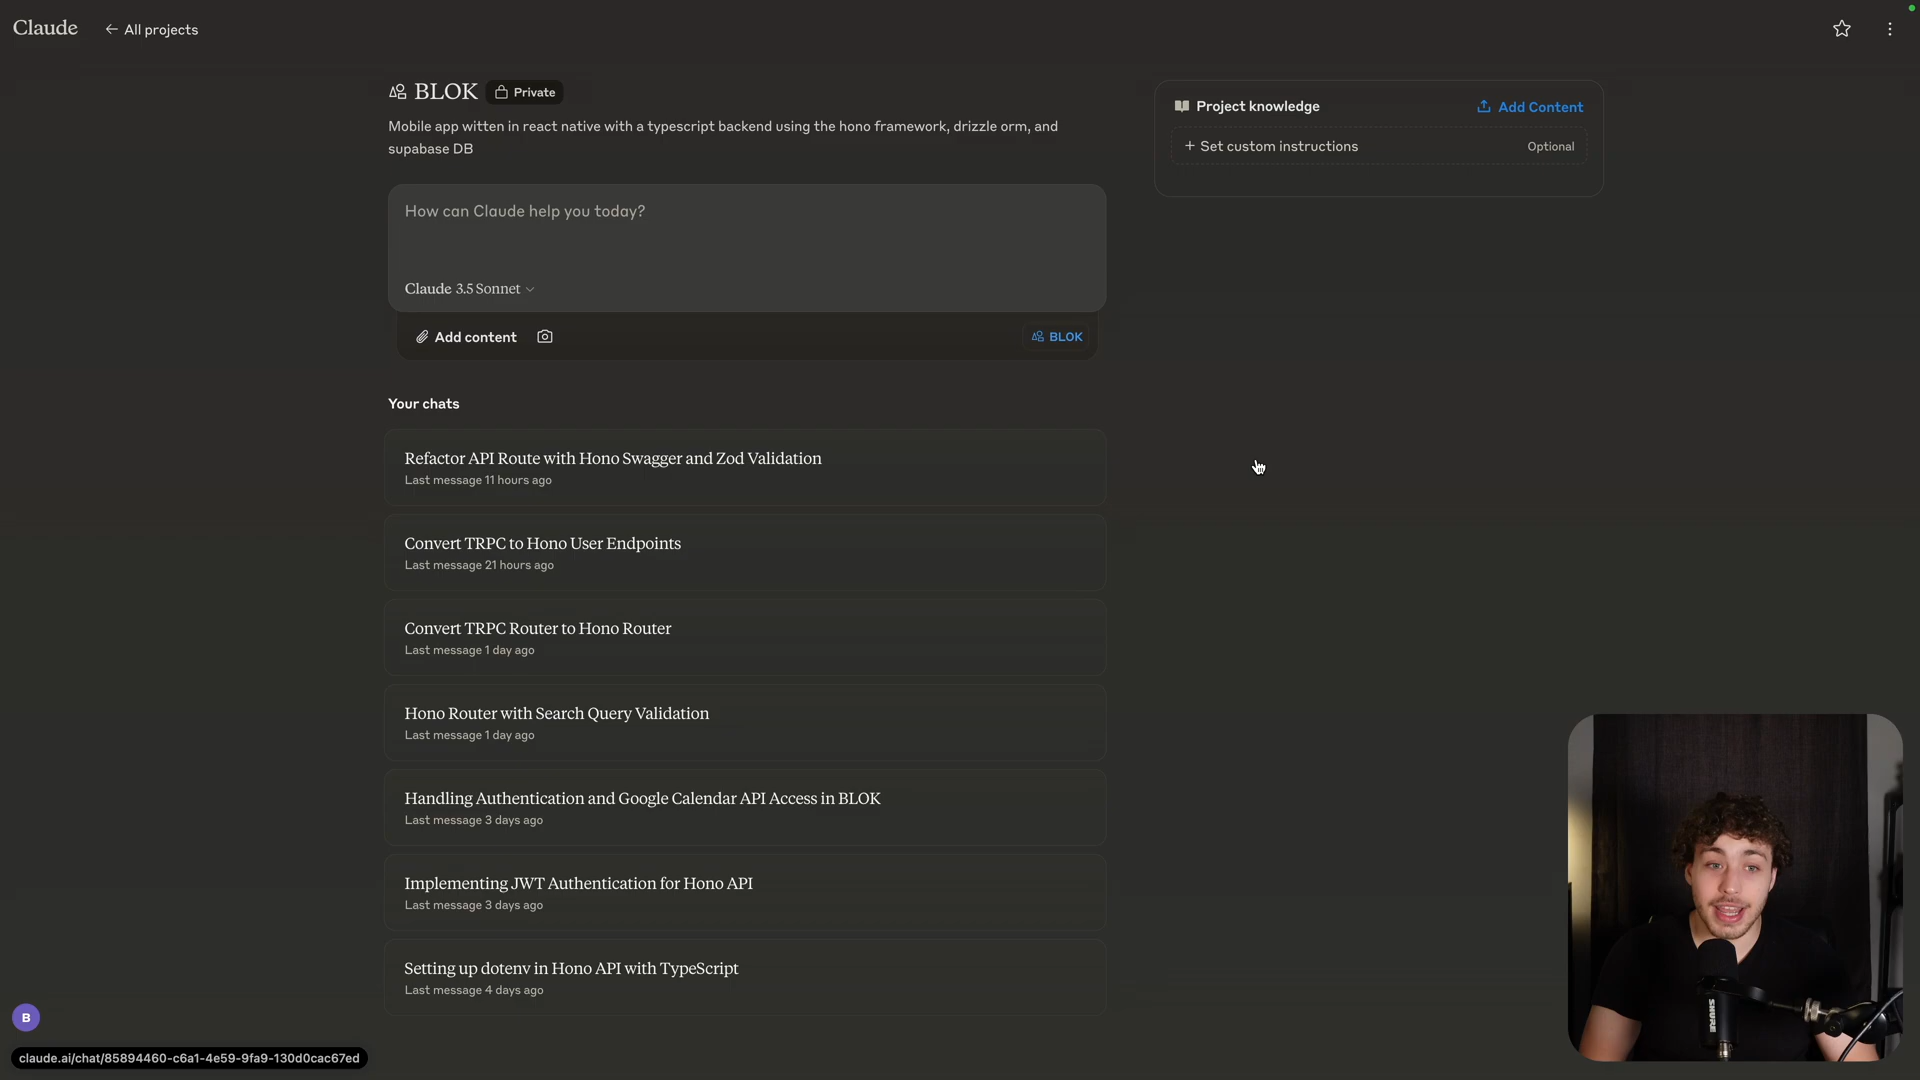 Claude
← All projects
BLOK
Private
Mobile app witten in react native with a typescript backend using the hono framework, drizzle orm, and
supabase DB
How can Claude help you today?
Claude 3.5 Sonnet
Add content
BLOK
Your chats
Refactor API Route with Hono Swagger and Zod Validation
Last message 11 hours ago
Convert TRPC to Hono User Endpoints
Last message 21 hours ago
Convert TRPC Router to Hono Router
Last message 1 day ago
Hono Router with Search Query Validation
Last message 1 day ago
Handling Authentication and Google Calendar API Access in BLOK
Last message 3 days ago
Implementing JWT Authentication for Hono API
Last message 3 days ago
Setting up dotenv in Hono API with TypeScript
Last message 4 days ago
Project knowledge
Add Content
+ Set custom instructions
Optional
SHURE
B
claude.ai/chat/85894460-c6a1-4e59-9fa9-130d0cac67ed